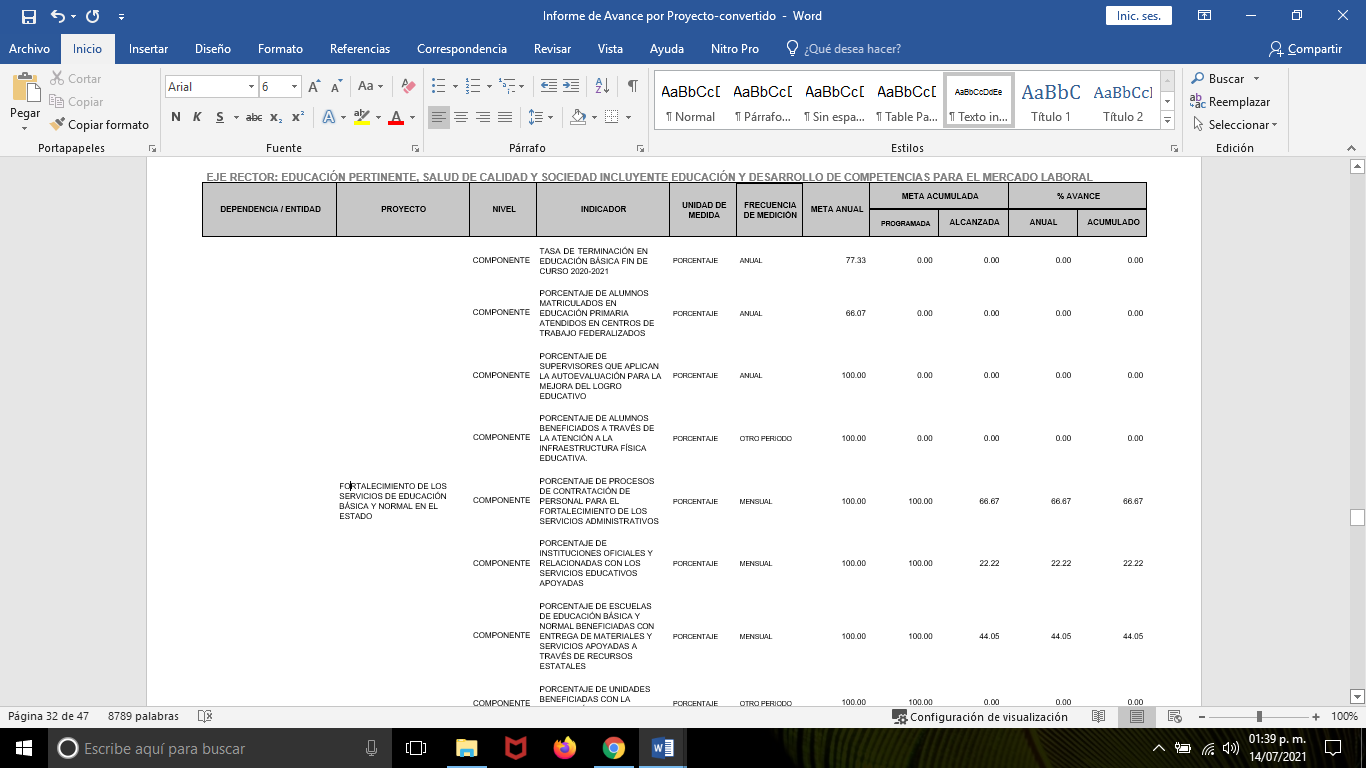 Informe de Avance por Proyecto-convertido - Word
Inic. ses.
Archivo Inicio Insertar Diseño Formato Referencias Correspondencia Revisar Vista Ayuda Nitro Pro ¿Qué desea hacer? Compartir
Pegar
Cortar
Copiar
Copiar formato
Portapapeles
Arial 6
N K S abc x₂ x²
Fuente
Párrafo
AaBbCcI AaBbCcI AaBbCcI AaBbCcI AaBbCcDdEe AaBbC AaBbCcI
¶ Normal ¶ Párrafo... ¶ Sin espa... ¶ Table Pa... ¶ Texto in... Título 1 Título 2
Estilos
Buscar
Reemplazar
Seleccionar
Edición
EJE RECTOR: EDUCACIÓN PERTINENTE, SALUD DE CALIDAD Y SOCIEDAD INCLUYENTE EDUCACIÓN Y DESARROLLO DE COMPETENCIAS PARA EL MERCADO LABORAL
DEPENDENCIA / ENTIDAD PROYECTO NIVEL INDICADOR UNIDAD DE MEDIDA FRECUENCIA DE MEDICIÓN META ANUAL META ACUMULADA % AVANCE
PROGRAMADA ALCANZADA ANUAL ACUMULADO
TASA DE TERMINACIÓN EN
COMPONENTE EDUCACIÓN BÁSICA FIN DE PORCENTAJE ANUAL 77.33 0.00 0.00 0.00 0.00
CURSO 2020-2021
PORCENTAJE DE ALUMNOS
MATRICULADOS EN
COMPONENTE EDUCACIÓN PRIMARIA PORCENTAJE ANUAL 66.07 0.00 0.00 0.00 0.00
ATENDIDOS EN CENTROS DE
TRABAJO FEDERALIZADOS
PORCENTAJE DE
SUPERVISORES QUE APLICAN
COMPONENTE LA AUTOEVALUACIÓN PARA LA PORCENTAJE ANUAL 100.00 0.00 0.00 0.00 0.00
MEJORA DEL LOGRO
EDUCATIVO
PORCENTAJE DE ALUMNOS
BENEFICIADOS A TRAVÉS DE
COMPONENTE LA ATENCIÓN A LA PORCENTAJE OTRO PERIODO 100.00 0.00 0.00 0.00 0.00
INFRAESTRUCTURA FÍSICA
EDUCATIVA.
FORTALECIMIENTO DE LOS
SERVICIOS DE EDUCACIÓN
BÁSICA Y NORMAL EN EL
ESTADO
PORCENTAJE DE PROCESOS
DE CONTRATACIÓN DE
COMPONENTE PERSONAL PARA EL PORCENTAJE MENSUAL 100.00 100.00 66.67 66.67 66.67
FORTALECIMIENTO DE LOS
SERVICIOS ADMINISTRATIVOS
PORCENTAJE DE
INSTITUCIONES OFICIALES Y
COMPONENTE RELACIONADAS CON LOS PORCENTAJE MENSUAL 100.00 100.00 22.22 22.22 22.22
SERVICIOS EDUCATIVOS
APOYADAS
PORCENTAJE DE ESCUELAS
DE EDUCACIÓN BÁSICA Y
NORMAL BENEFICIADAS CON
COMPONENTE ENTREGA DE MATERIALES Y PORCENTAJE MENSUAL 100.00 100.00 44.05 44.05 44.05
SERVICIOS APOYADAS A
TRAVÉS DE RECURSOS
ESTATALES
PORCENTAJE DE UNIDADES
COMPONENTE BENEFICIADAS CON LA PORCENTAJE OTRO PERIODO 100.00 100.00 0.00 0.00 0.00
Página 32 de 47 8789 palabras Configuración de visualización 100%
Escribe aquí para buscar
01:39 p. m.
14/07/2021